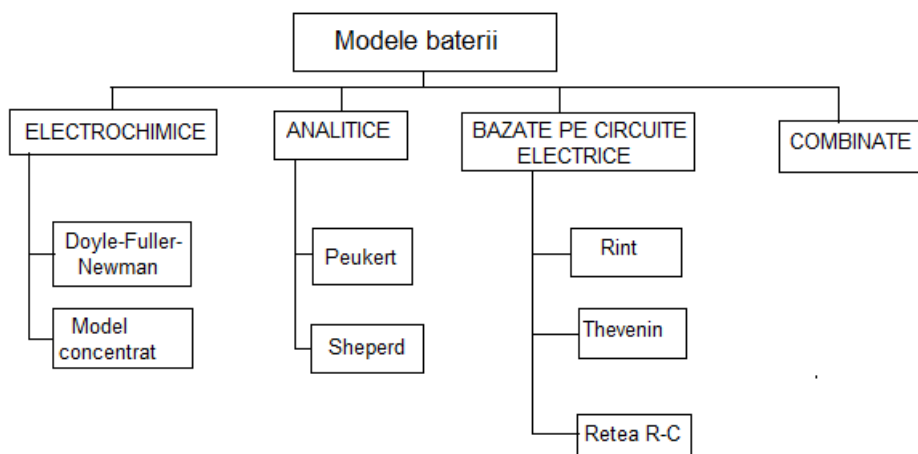 Modele baterii
ELECTROCHIMICE
ANALITICE
BAZATE PE CIRCUITE
ELECTRICE
COMBINATE
Doyle-Fuller-
Newman
Model
concentrat
Peukert
Sheperd
Rint
Thevenin
Retea R-C